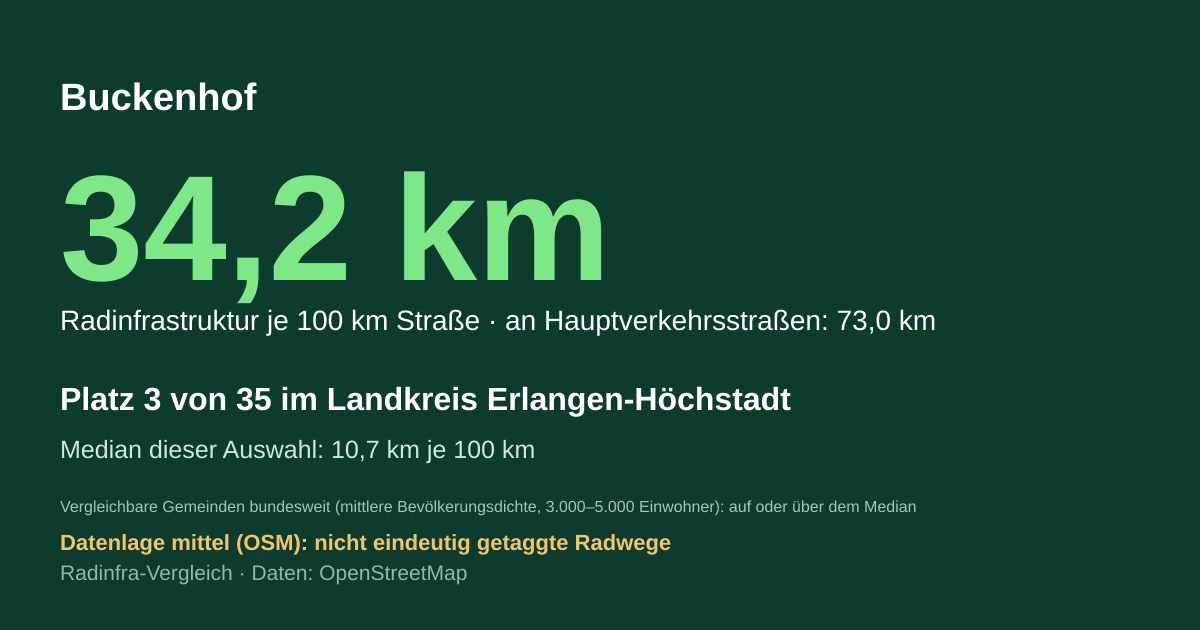 Buckenhof
34,2 km
Radinfrastruktur je 100 km Straße · an Hauptverkehrsstraßen: 73,0 km
Platz 3 von 35 im Landkreis Erlangen-Höchstadt
Median dieser Auswahl: 10,7 km je 100 km
Vergleichbare Gemeinden bundesweit (mittlere Bevölkerungsdichte, 3.000–5.000 Einwohner): auf oder über dem Median
Datenlage mittel (OSM): nicht eindeutig getaggte Radwege
Radinfra-Vergleich · Daten: OpenStreetMap